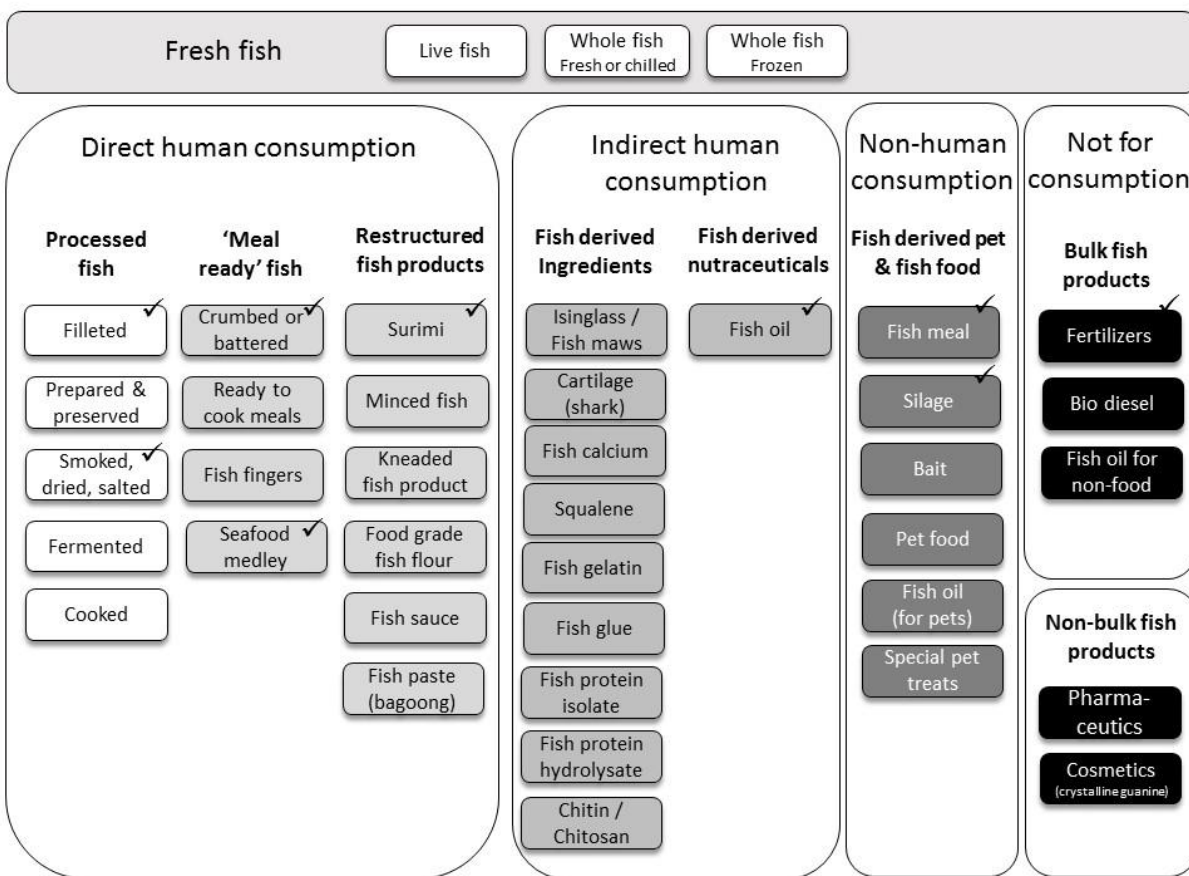 Fresh fish
Live fish
Whole fish
Fresh or chilled
Whole fish
Frozen
Direct human consumption
Processed
fish
Filleted
Prepared &
preserved
Smoked,
dried, salted
Fermented
Cooked
‘Meal
ready’ fish
Crumbed or
battered
Ready to
cook meals
Fish fingers
Seafood
medley
Restructured
fish products
Surimi
Minced fish
Kneaded
fish product
Food grade
fish flour
Fish sauce
Fish paste
(bagoong)
Indirect human
consumption
Fish derived
Ingredients
Isinglass /
Fish maws
Cartilage
(shark)
Fish calcium
Squalene
Fish gelatin
Fish glue
Fish protein
isolate
Fish protein
hydrolysate
Chitin /
Chitosan
Fish derived
nutraceuticals
Fish oil
Non-human
consumption
Fish derived pet
& fish food
Fish meal
Silage
Bait
Pet food
Fish oil
(for pets)
Special pet
treats
Not for
consumption
Bulk fish
products
Fertilizers
Bio diesel
Fish oil for
non-food
Non-bulk fish
products
Pharma-
ceutics
Cosmetics
(crystalline guanine)